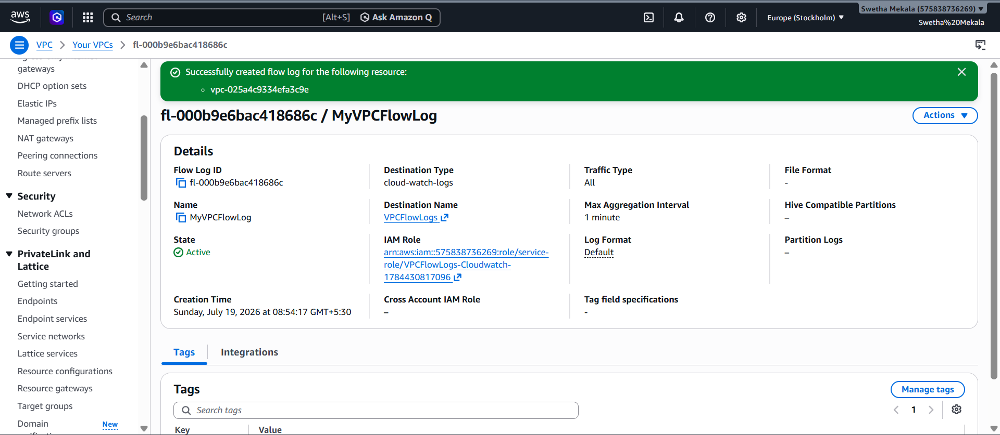 aws
Search
[Alt+S]
Ask Amazon Q
Europe (Stockholm)
Swetha Mekala (575838736269)
Swetha%20Mekala
VPC
Your VPCs
fl-000b9e6bac418686c
Egress-only internet
gateways
DHCP option sets
Elastic IPs
Managed prefix lists
NAT gateways
Peering connections
Route servers
Security
Network ACLs
Security groups
PrivateLink and
Lattice
Getting started
Endpoints
Endpoint services
Service networks
Lattice services
Resource configurations
Resource gateways
Target groups
Domain
New
Successfully created flow log for the following resource:
vpc-025a4c9334efa3c9e
fl-000b9e6bac418686c / MyVPCFlowLog
Actions
Details
Flow Log ID
fl-000b9e6bac418686c
Destination Type
cloud-watch-logs
Traffic Type
All
File Format
-
Name
MyVPCFlowLog
Destination Name
VPCFlowLogs
Max Aggregation Interval
1 minute
Hive Compatible Partitions
–
State
Active
IAM Role
arn:aws:iam::575838736269:role/service-
role/VPCFlowLogs-Cloudwatch-
1784430817096
Log Format
Default
Partition Logs
–
Creation Time
Sunday, July 19, 2026 at 08:54:17 GMT+5:30
Cross Account IAM Role
–
Tag field specifications
-
Tags
Integrations
Tags
Manage tags
Search tags
1
Key
Value